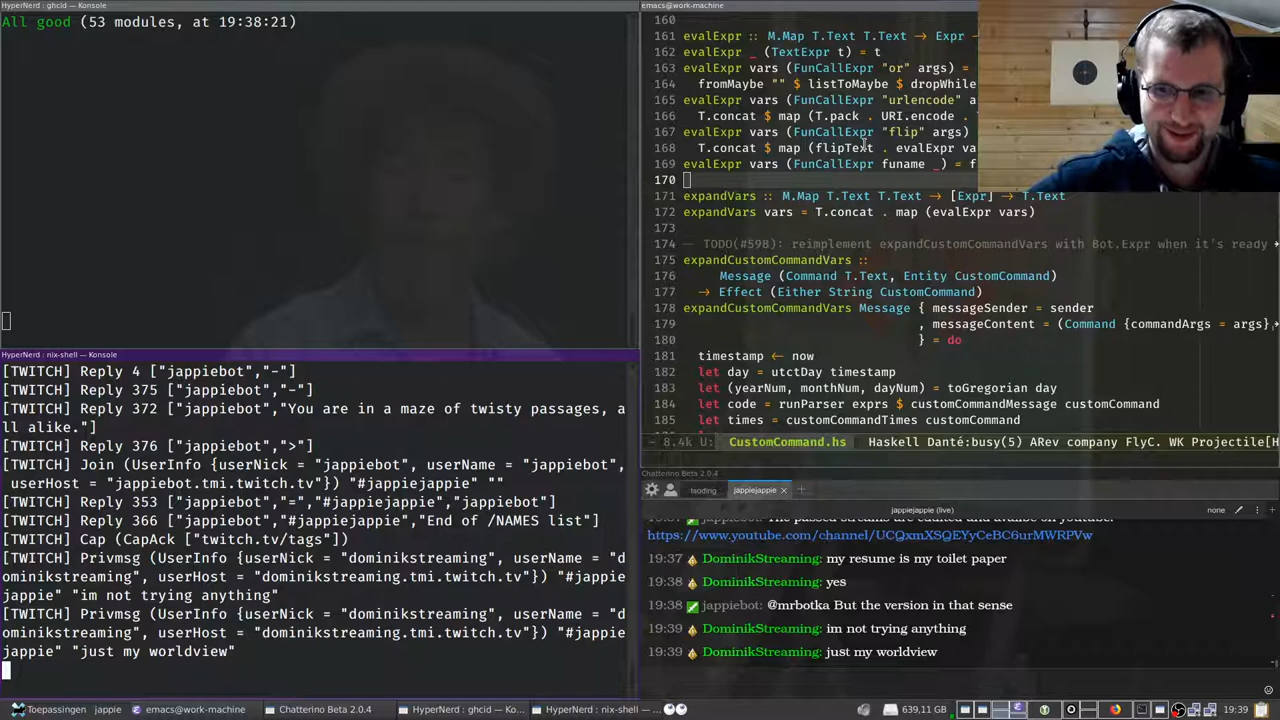 HyperNerd : ghcid — Konsole
All good (53 modules, at 19:38:21)
HyperNerd : nix-shell — Konsole
[TWITCH] Reply 4 ["jappiebot","-"]
[TWITCH] Reply 375 ["jappiebot","-"]
[TWITCH] Reply 372 ["jappiebot","You are in a maze of twisty passages, a
ll alike."]
[TWITCH] Reply 376 ["jappiebot",">"]
[TWITCH] Join (UserInfo {userNick = "jappiebot", userName = "jappiebot",
 userHost = "jappiebot.tmi.twitch.tv"}) "#jappiejappie" ""
[TWITCH] Reply 353 ["jappiebot","=","#jappiejappie","jappiebot"]
[TWITCH] Reply 366 ["jappiebot","#jappiejappie","End of /NAMES list"]
[TWITCH] Cap (CapAck ["twitch.tv/tags"])
[TWITCH] Privmsg (UserInfo {userNick = "dominikstreaming", userName = "d
ominikstreaming", userHost = "dominikstreaming.tmi.twitch.tv"}) "#jappie
jappie" "im not trying anything"
[TWITCH] Privmsg (UserInfo {userNick = "dominikstreaming", userName = "d
ominikstreaming", userHost = "dominikstreaming.tmi.twitch.tv"}) "#jappie
jappie" "just my worldview"
emacs@work-machine
160
161 evalExpr :: M.Map T.Text T.Text → Expr →
162 evalExpr _ (TextExpr t) = t
163 evalExpr vars (FunCallExpr "or" args) =
164 fromMaybe "" $ listToMaybe $ dropWhile
165 evalExpr vars (FunCallExpr "urlencode" a
166 T.concat $ map (T.pack . URI.encode .
167 evalExpr vars (FunCallExpr "flip" args)
168 T.concat $ map (flipText . evalExpr va
169 evalExpr vars (FunCallExpr funame _) = f
170
171 expandVars :: M.Map T.Text T.Text → [Expr] → T.Text
172 expandVars vars = T.concat . map (evalExpr vars)
173
174 — TODO(#598): reimplement expandCustomCommandVars with Bot.Expr when it's ready
175 expandCustomCommandVars ::
176 Message (Command T.Text, Entity CustomCommand)
177 → Effect (Either String CustomCommand)
178 expandCustomCommandVars Message { messageSender = sender
179 , messageContent = (Command {commandArgs = args},
180 } = do
181 timestamp ← now
182 let day = utctDay timestamp
183 let (yearNum, monthNum, dayNum) = toGregorian day
184 let code = runParser exprs $ customCommandMessage customCommand
185 let times = customCommandTimes customCommand
- 8.4k U: CustomCommand.hs Haskell Danté:busy(5) ARev company FlyC. WK Projectile[H
Chatterino Beta 2.0.4
taoding jappiejappie
jappiejappie (live) none
https://www.youtube.com/channel/UCQxmXSQEYyCeBC6urMWRPVw
19:37 DominikStreaming: my resume is my toilet paper
19:38 DominikStreaming: yes
19:38 jappiebot: @mrbotka But the version in that sense
19:39 DominikStreaming: im not trying anything
19:39 DominikStreaming: just my worldview
Toepassingen jappie emacs@work-machine Chatterino Beta 2.0.4 HyperNerd : ghcid — Ko... HyperNerd : nix-shell — ... 639,11 GB 19:39